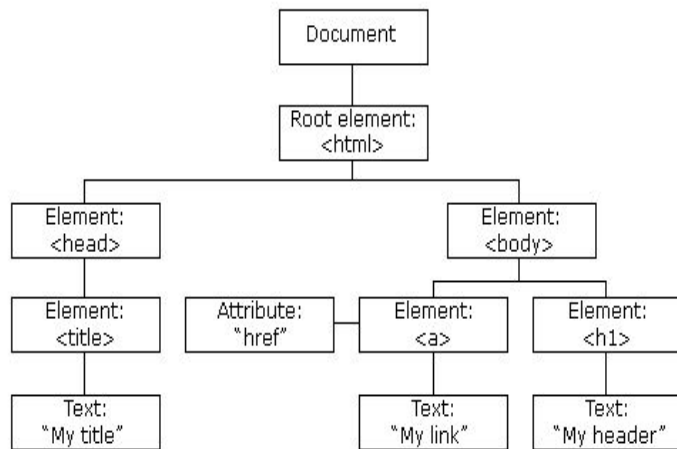 Document
Root element:
<html>
Element:
<head>
Element:
<body>
Element:
<title>
Attribute:
"href"
Element:
<a>
Element:
<h1>
Text:
"My title"
Text:
"My link"
Text:
"My header"